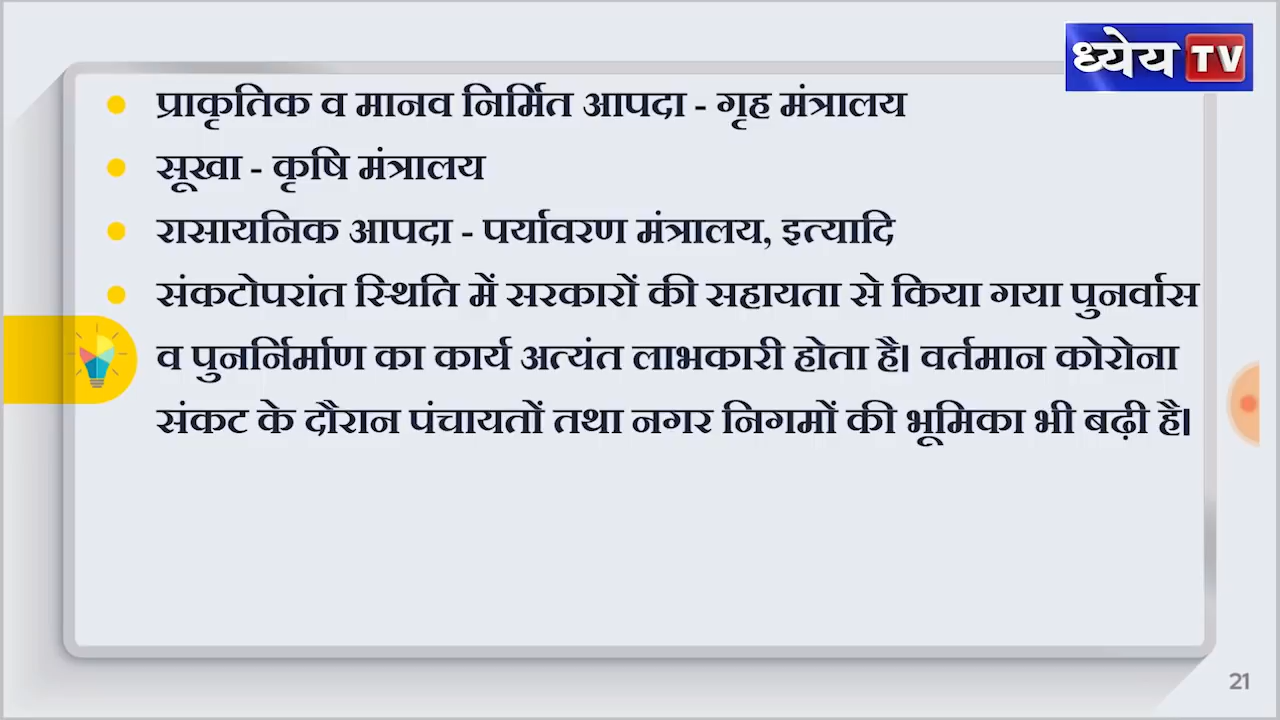 ध्येय TV
प्राकृतिक व मानव निर्मित आपदा - गृह मंत्रालय
सूखा - कृषि मंत्रालय
रासायनिक आपदा - पर्यावरण मंत्रालय, इत्यादि
संकटोपरांत स्थिति में सरकारों की सहायता से किया गया पुनर्वास
व पुनर्निर्माण का कार्य अत्यंत लाभकारी होता है। वर्तमान कोरोना
संकट के दौरान पंचायतों तथा नगर निगमों की भूमिका भी बढ़ी है।
21